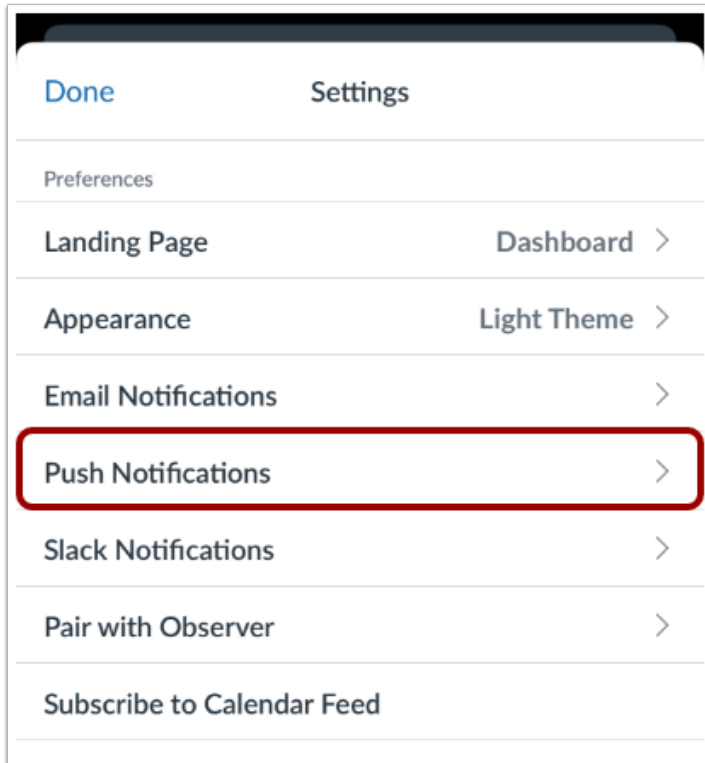 Done Settings
Preferences
Landing Page Dashboard
Appearance Light Theme
Email Notifications
Push Notifications
Slack Notifications
Pair with Observer
Subscribe to Calendar Feed